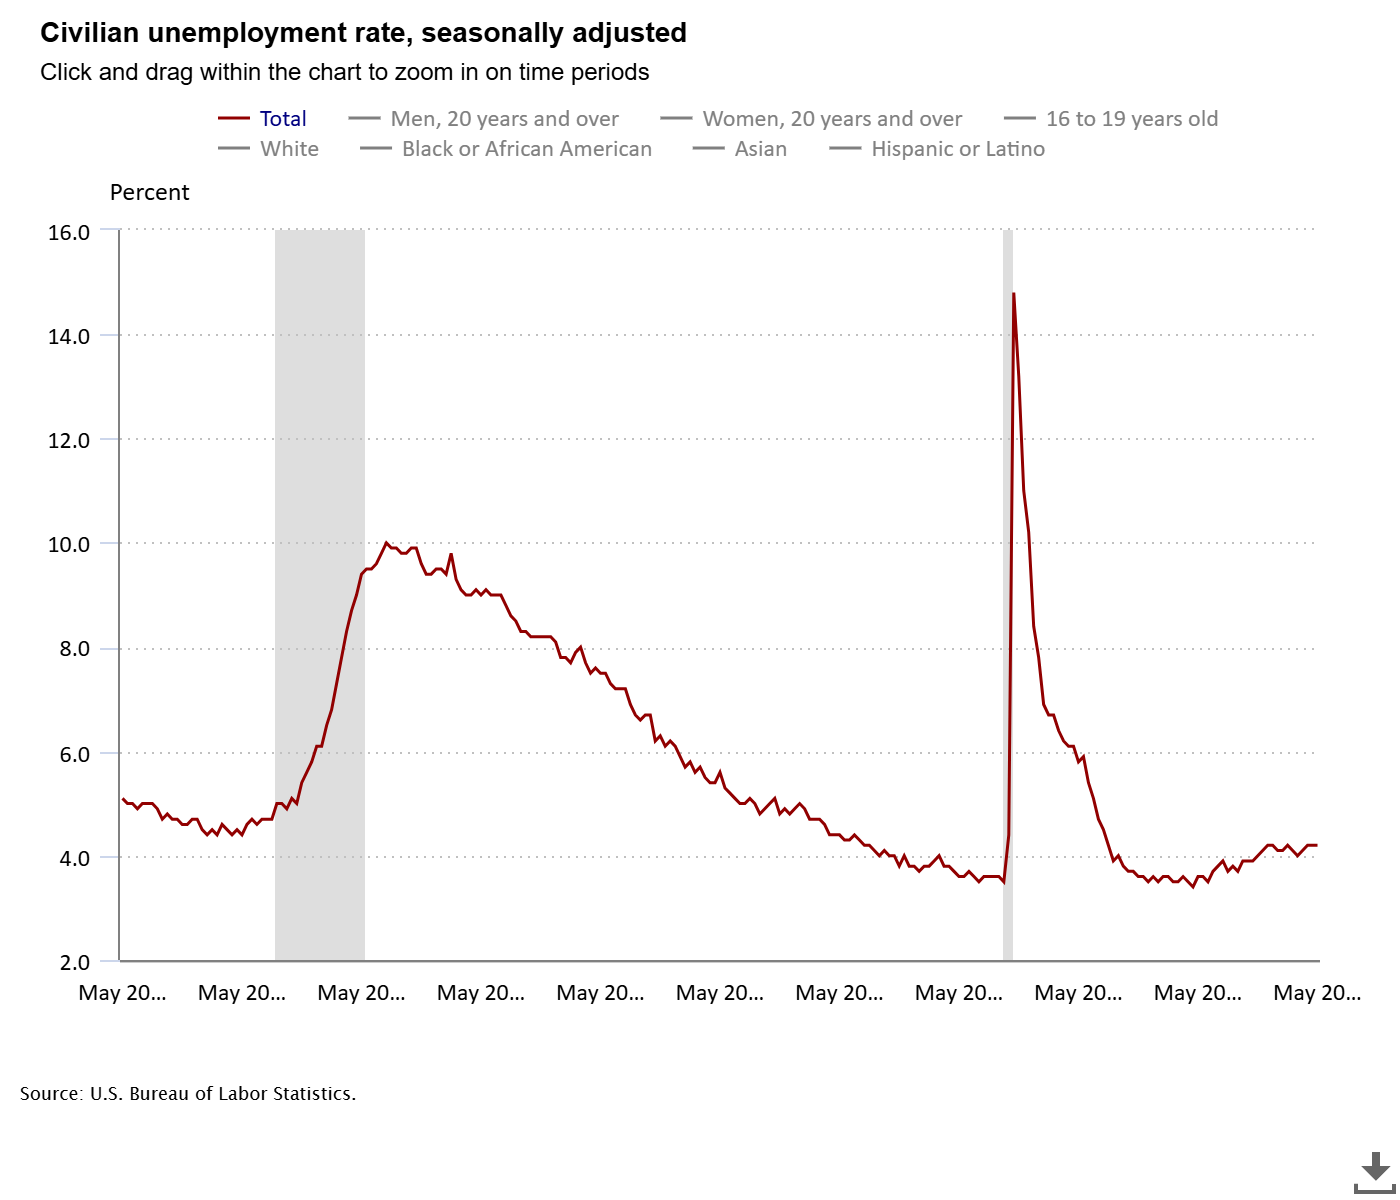 Civilian unemployment rate, seasonally adjusted
Click and drag within the chart to zoom in on time periods
Total Men, 20 years and over Women, 20 years and over 16 to 19 years old
White Black or African American Asian Hispanic or Latino
Percent
16.0
14.0
12.0
10.0
8.0
6.0
4.0
2.0
May 20... May 20... May 20... May 20... May 20... May 20... May 20... May 20... May 20... May 20... May 20...
Source: U.S. Bureau of Labor Statistics.